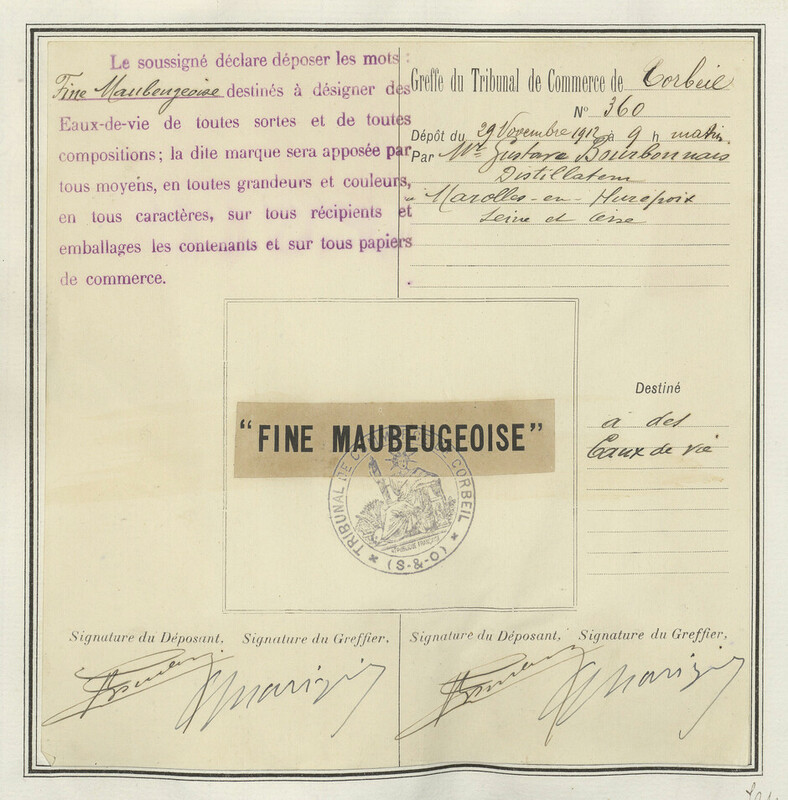 Le soussigné déclare déposer les mots :
Fine Maubeugeoise destinés à désigner des
Eaux-de-vie de toutes sortes et de toutes
compositions ; la dite marque sera apposée par
tous moyens, en toutes grandeurs et couleurs,
en tous caractères, sur tous récipients et
emballages les contenants et sur tous papiers
de commerce.
Greffe du Tribunal de Commerce de Corbeil
N° 360
Dépôt du 29 Novembre 1912 à 9 h matin
Par Mr Gustave Bourbonnais
Distillateur
à Marolles-en-Hurepoix
Seine et Oise
"FINE MAUBEUGEOISE"
TRIBUNAL DE COMMERCE DE CORBEIL
RÉPUBLIQUE FRANÇAISE
(S-&-O)
Destiné
à des
Eaux de vie
Signature du Déposant, Signature du Greffier,
Signature du Déposant, Signature du Greffier,